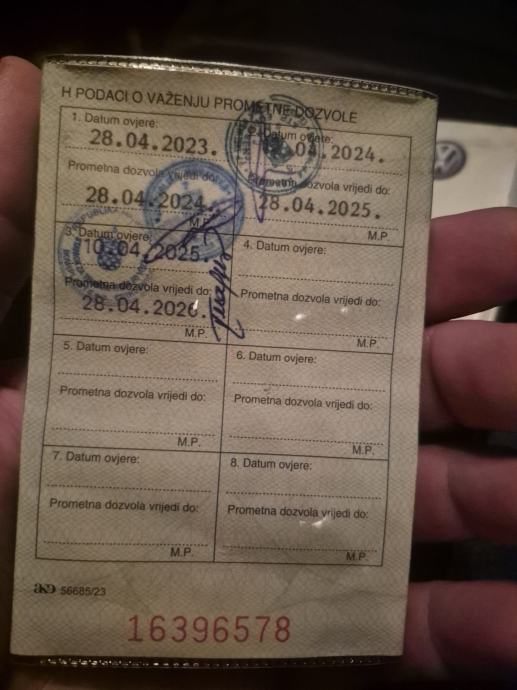 H PODACI O VAŽENJU PROMETNE DOZVOLE
1. Datum ovjere:
28.04.2023.
Prometna dozvola vrijedi do:
28.04.2024.
M.P.
2. Datum ovjere:
.2024.
Prometna dozvola vrijedi do:
28.04.2025.
M.P.
3. Datum ovjere:
10.04.2025.
Prometna dozvola vrijedi do:
28.04.2026.
M.P.
4. Datum ovjere:
Prometna dozvola vrijedi do:
M.P.
5. Datum ovjere:
Prometna dozvola vrijedi do:
M.P.
6. Datum ovjere:
Prometna dozvola vrijedi do:
M.P.
7. Datum ovjere:
Prometna dozvola vrijedi do:
M.P.
8. Datum ovjere:
Prometna dozvola vrijedi do:
M.P.
AKD 56685/23
16396578